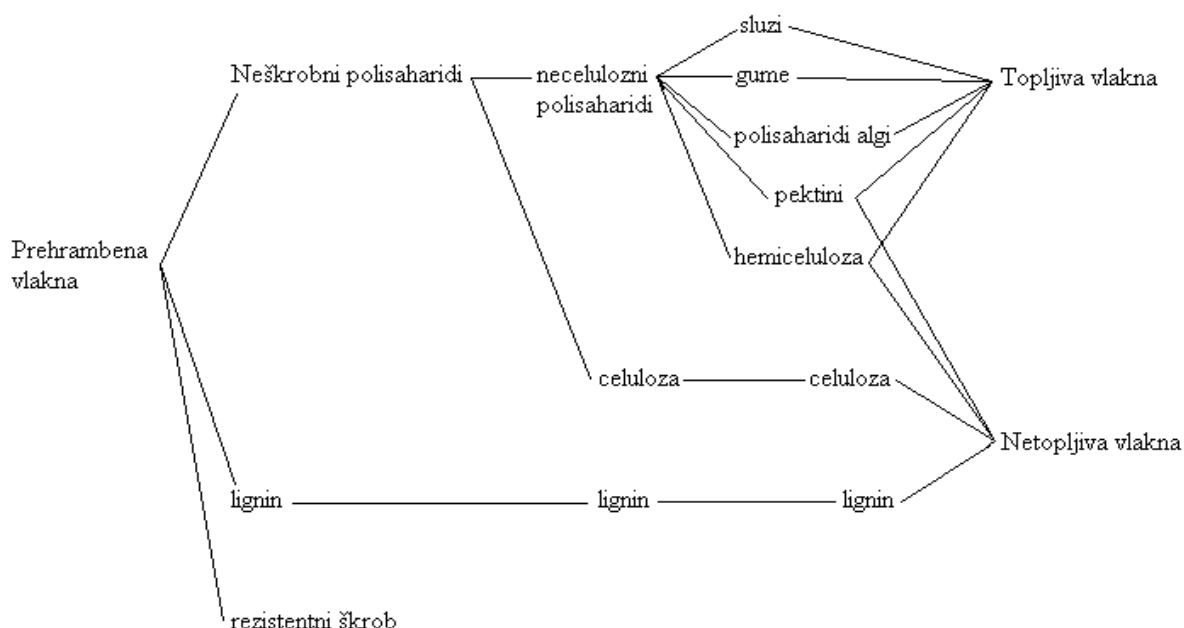 sluzi
Neškrobni polisaharidi
necelulozni
polisaharidi
gume
Topljiva vlakna
polisaharidi algi
pektini
Prehrambena
vlakna
hemiceluloza
celuloza
celuloza
Netopljiva vlakna
lignin
lignin
lignin
rezistentni škrob